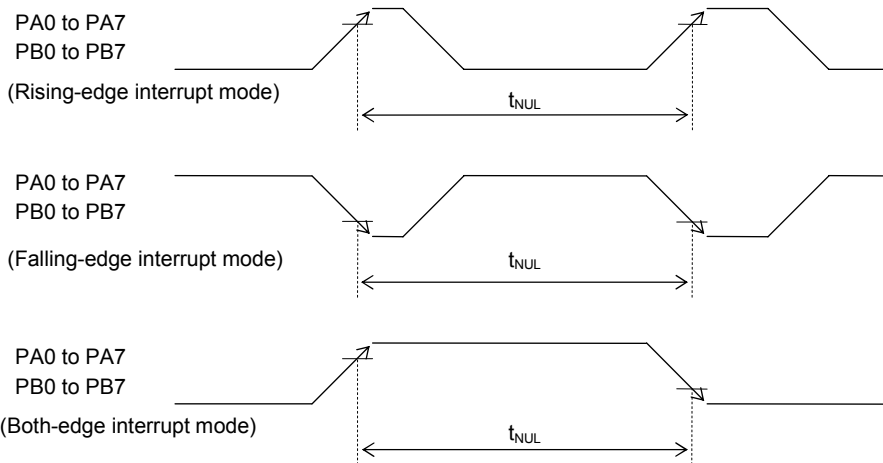 PA0 to PA7
PB0 to PB7
(Rising-edge interrupt mode)
tNUL
PA0 to PA7
PB0 to PB7
(Falling-edge interrupt mode)
tNUL
PA0 to PA7
PB0 to PB7
(Both-edge interrupt mode)
tNUL